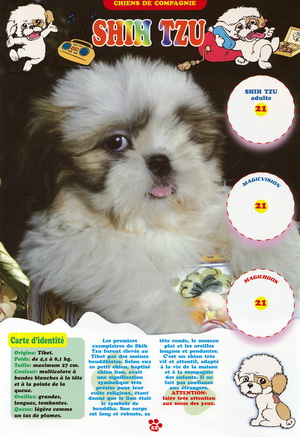 CHIENS DE COMPAGNIE
SHIH TZU
SHIH TZU
adulte
21
MAGICVISION
21
MAGICBOOK
21
Carte d'identité
Origine: Tibet.
Poids: de 4,5 à 8,1 kg.
Taille: maximum 27 cm.
Couleur: multicolore à
bandes blanches à la tête
et à la pointe de la
queue.
Oreilles: grandes,
longues, tombantes.
Queue: légère comme
un tas de plumes.
Les premiers
exemplaires de Shih
Tzu furent élevés au
Tibet par des moines
bouddhistes. Selon eux
ce petit chien, baptisé
chien lion, avait
une signification
symbolique très
précise pour leur
culte religieux, étant
donné que le lion était
le symbole de
bouddha. Son corps
est long et robuste, sa
tête ronde, le museau
plat et les oreilles
longues et pendantes.
C'est un chien très
vif et attentif, adapté
à la vie de la maison
et à la compagnie
des enfants. Il ne
fait pas confiance
aux étrangers.
ATTENTION:
faire très attention
aux soins des yeux.